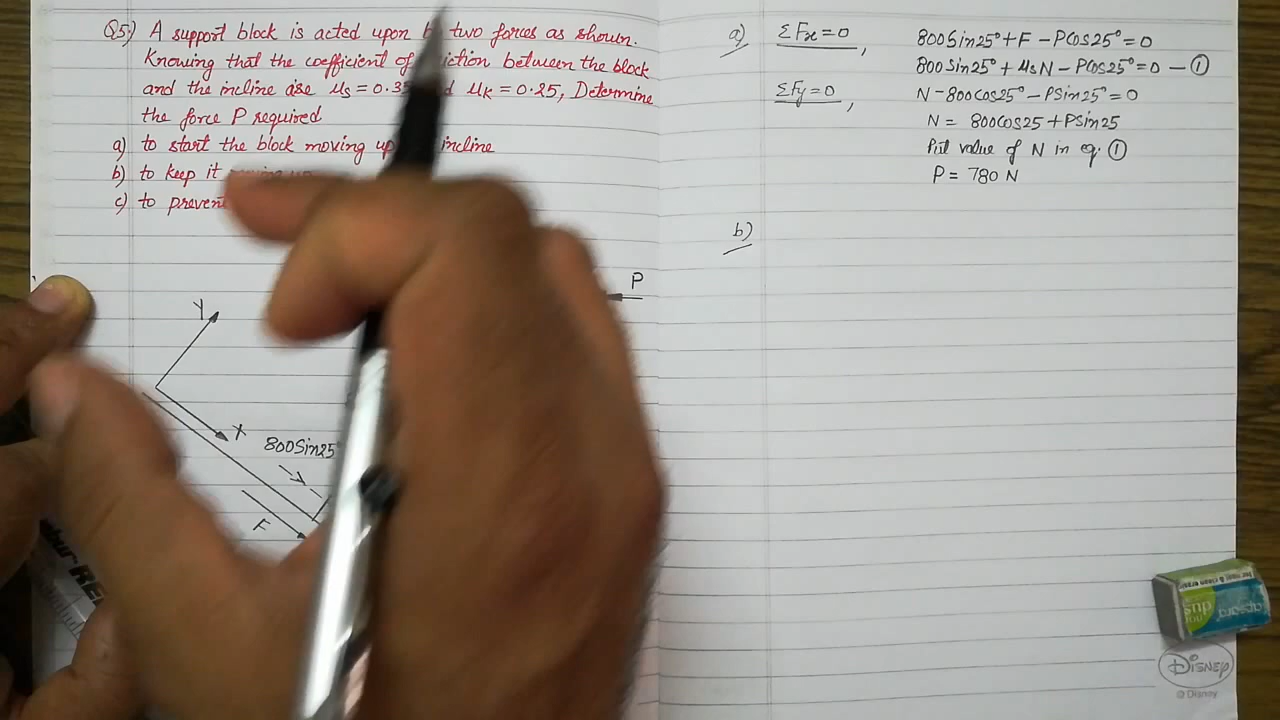 Q5) A support block is acted upon two forces as shown.
Knowing that the coefficient of between the block
and the incline are μs = 0.35 μK = 0.25, Determine
the force P required
a) to start the block moving up incline
b) to keep it
c) to prevent
P
Y
X
800Sin25°
F
a) ΣFx = 0, 800Sin25° + F - PCos25° = 0
800Sin25° + μsN - PCos25° = 0 - ①
ΣFy = 0, N - 800Cos25° - PSin25° = 0
N = 800Cos25 + PSin25
Put value of N in eq. ①
P = 780 N
b)
DISNEY
© Disney